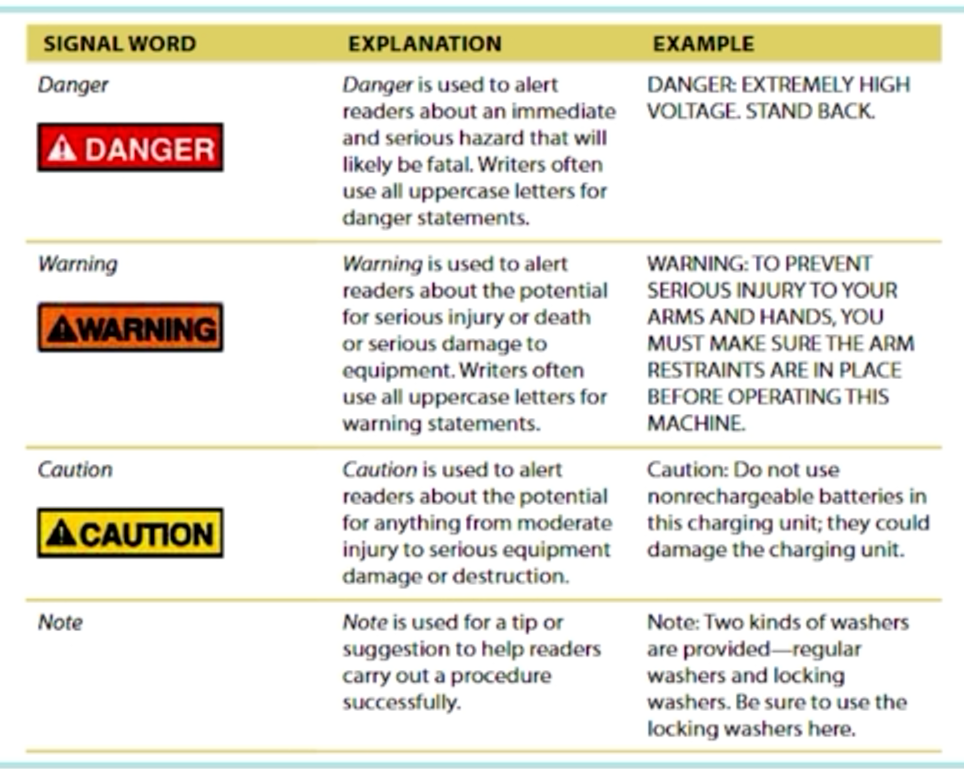 SIGNAL WORD EXPLANATION EXAMPLE
Danger
DANGER
Danger is used to alert
readers about an immediate
and serious hazard that will
likely be fatal. Writers often
use all uppercase letters for
danger statements.
DANGER: EXTREMELY HIGH
VOLTAGE. STAND BACK.
Warning
WARNING
Warning is used to alert
readers about the potential
for serious injury or death
or serious damage to
equipment. Writers often
use all uppercase letters for
warning statements.
WARNING: TO PREVENT
SERIOUS INJURY TO YOUR
ARMS AND HANDS, YOU
MUST MAKE SURE THE ARM
RESTRAINTS ARE IN PLACE
BEFORE OPERATING THIS
MACHINE.
Caution
CAUTION
Caution is used to alert
readers about the potential
for anything from moderate
injury to serious equipment
damage or destruction.
Caution: Do not use
nonrechargeable batteries in
this charging unit; they could
damage the charging unit.
Note
Note is used for a tip or
suggestion to help readers
carry out a procedure
successfully.
Note: Two kinds of washers
are provided—regular
washers and locking
washers. Be sure to use the
locking washers here.